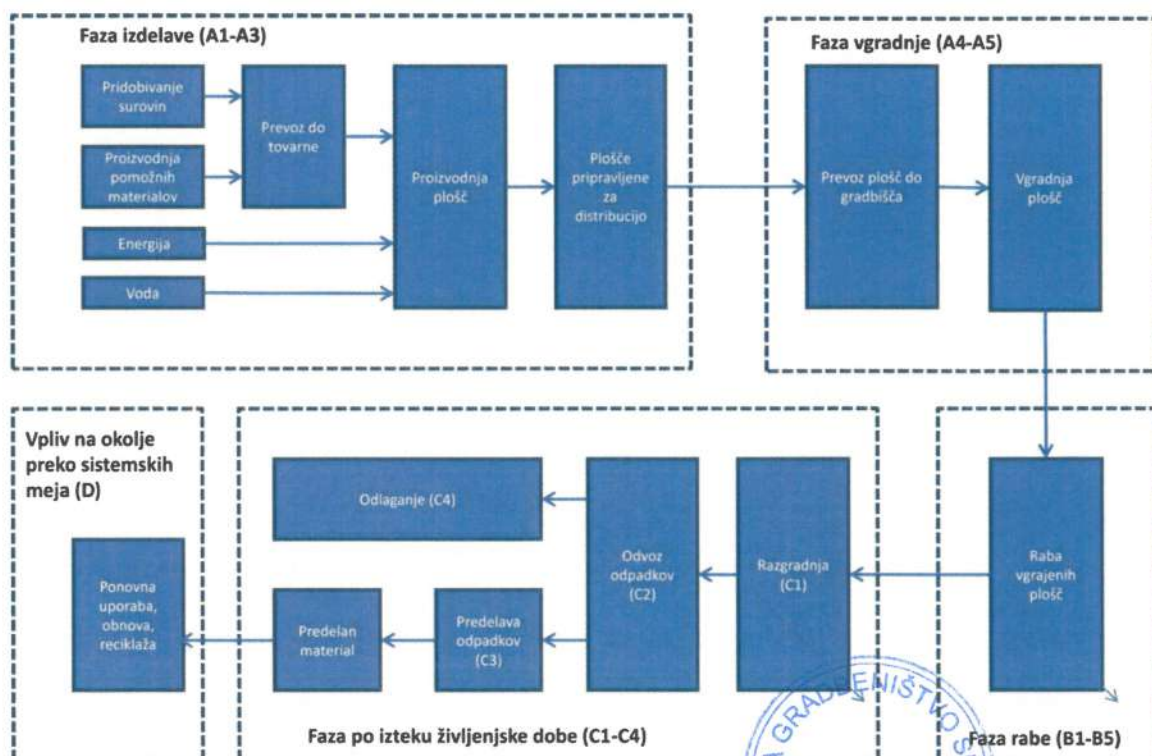 Faza izdelave (A1-A3)
Pridobivanje
surovin
Proizvodnja
pomožnih
materialov
Energija
Voda
Prevoz do
tovarne
Proizvodnja
plošč
Plošče
pripravljene
za
distribucijo
Faza vgradnje (A4-A5)
Prevoz plošč do
gradbišča
Vgradnja
plošč
Vpliv na okolje
preko sistemskih
meja (D)
Ponovna
uporaba,
obnova,
reciklaža
Odlaganje (C4)
Predelan
material
Predelava
odpadkov
(C3)
Odvoz
odpadkov
(C2)
Razgradnja
(C1)
Faza po izteku življenjske dobe (C1-C4)
Raba
vgrajenih
plošč
Faza rabe (B1-B5)
GRADBENIŠTVO